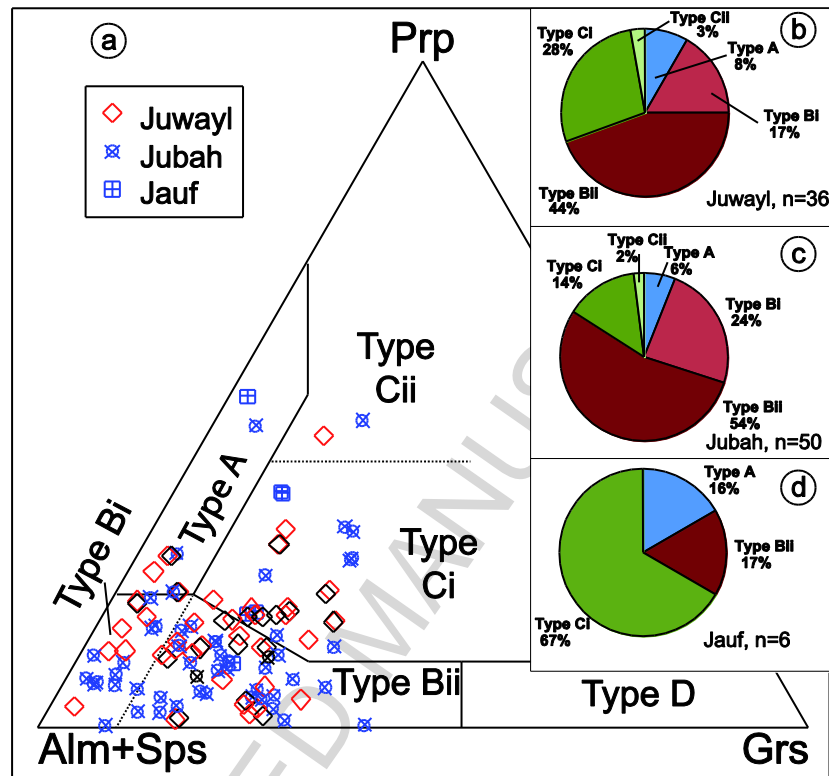 a
Prp
Juwayl
Jubah
Jauf
Type
Cii
Type A
Type Bi
Type
Ci
Type Bii
Type D
Alm+Sps
Grs
b
Type Cii
3%
Type CI
28%
Type A
8%
Type BI
17%
Type BII
44%
Juwayl, n=36
c
Type CII
2%
Type A
6%
Type CI
14%
Type BI
24%
Type BII
54%
Jubah, n=50
d
Type A
16%
Type BII
17%
Type CI
67%
Jauf, n=6
ED MANUS